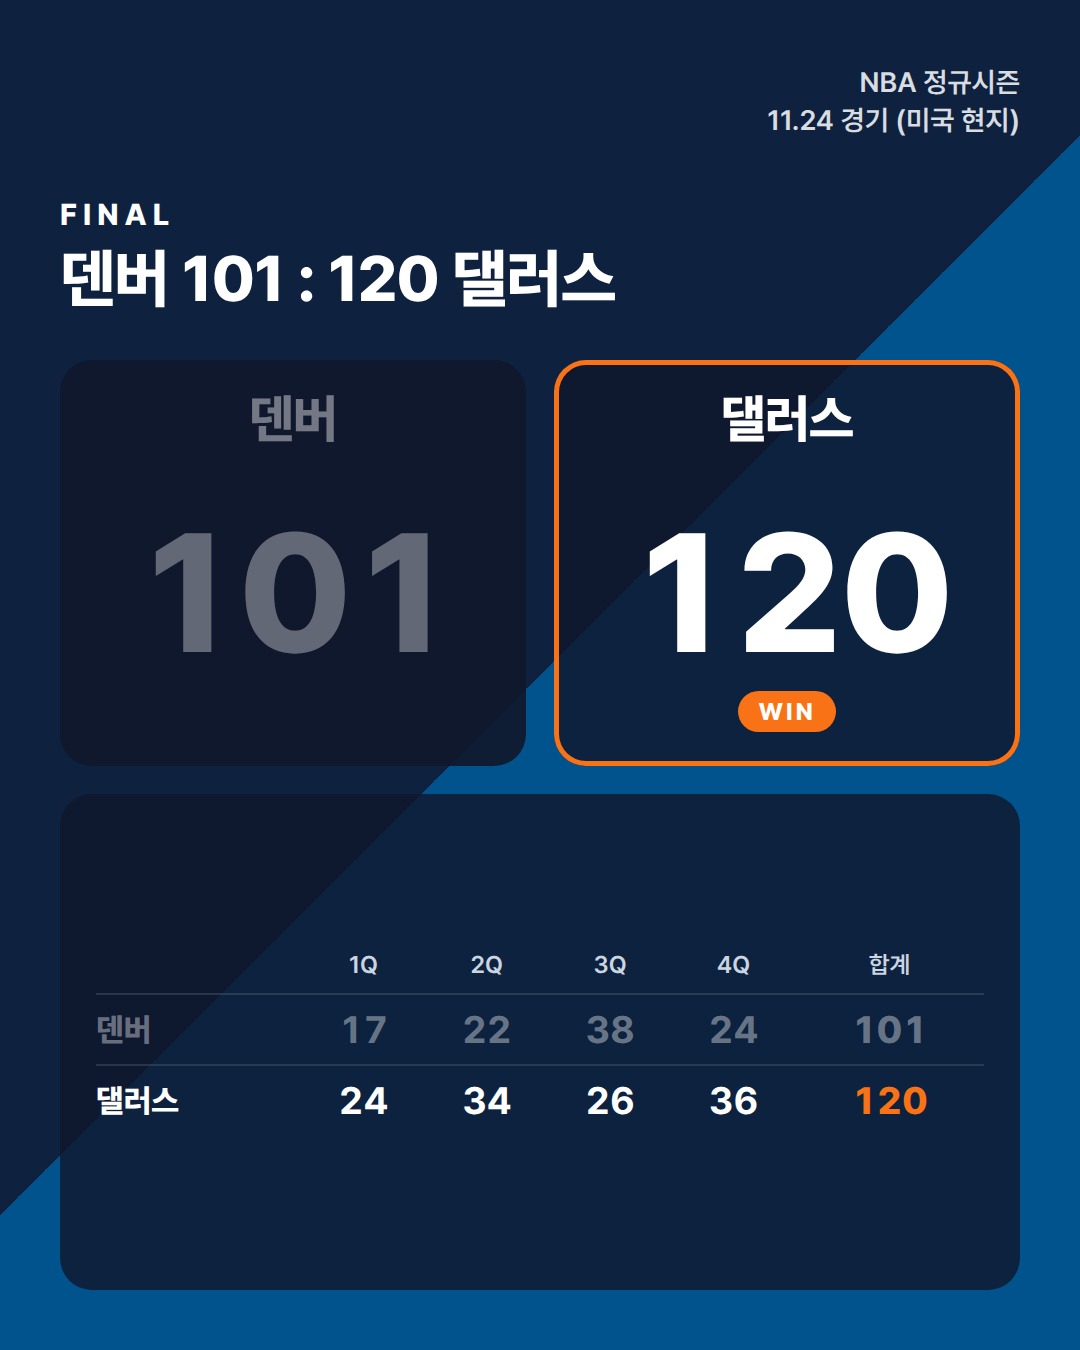 NBA 정규시즌
11.24 경기 (미국 현지)
FINAL
덴버 101 : 120 댈러스
덴버
101
댈러스
120
WIN
1Q 2Q 3Q 4Q 합계
덴버 17 22 38 24 101
댈러스 24 34 26 36 120